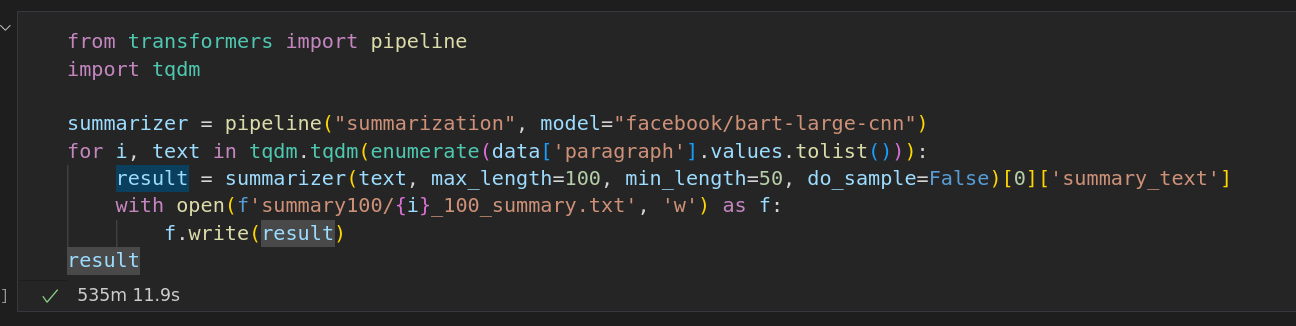 from transformers import pipeline
import tqdm
summarizer = pipeline("summarization", model="facebook/bart-large-cnn")
for i, text in tqdm.tqdm(enumerate(data['paragraph'].values.tolist())):
    result = summarizer(text, max_length=100, min_length=50, do_sample=False)[0]['summary_text']
    with open(f'summary100/{i}_100_summary.txt', 'w') as f:
        f.write(result)
result
] 535m 11.9s